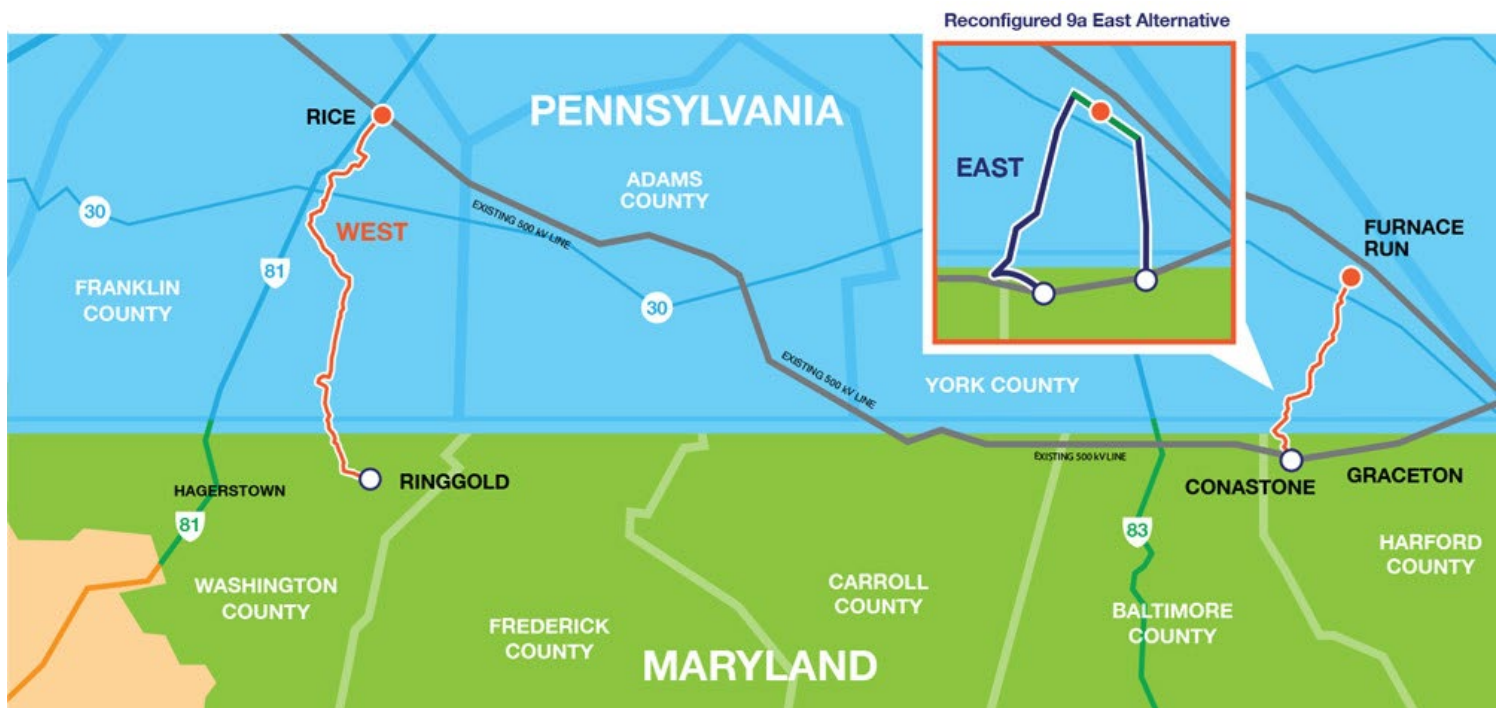 Reconfigured 9a East Alternative
RICE
PENNSYLVANIA
EAST
ADAMS
COUNTY
30
WEST
EXISTING 500 kV LINE
FURNACE
RUN
81
FRANKLIN
COUNTY
30
EXISTING 500 kV LINE
YORK COUNTY
EXISTING 500 kV LINE
RINGGOLD
HAGERSTOWN
CONASTONE
GRACETON
81
83
HARFORD
COUNTY
WASHINGTON
COUNTY
CARROLL
COUNTY
FREDERICK
COUNTY
BALTIMORE
COUNTY
MARYLAND